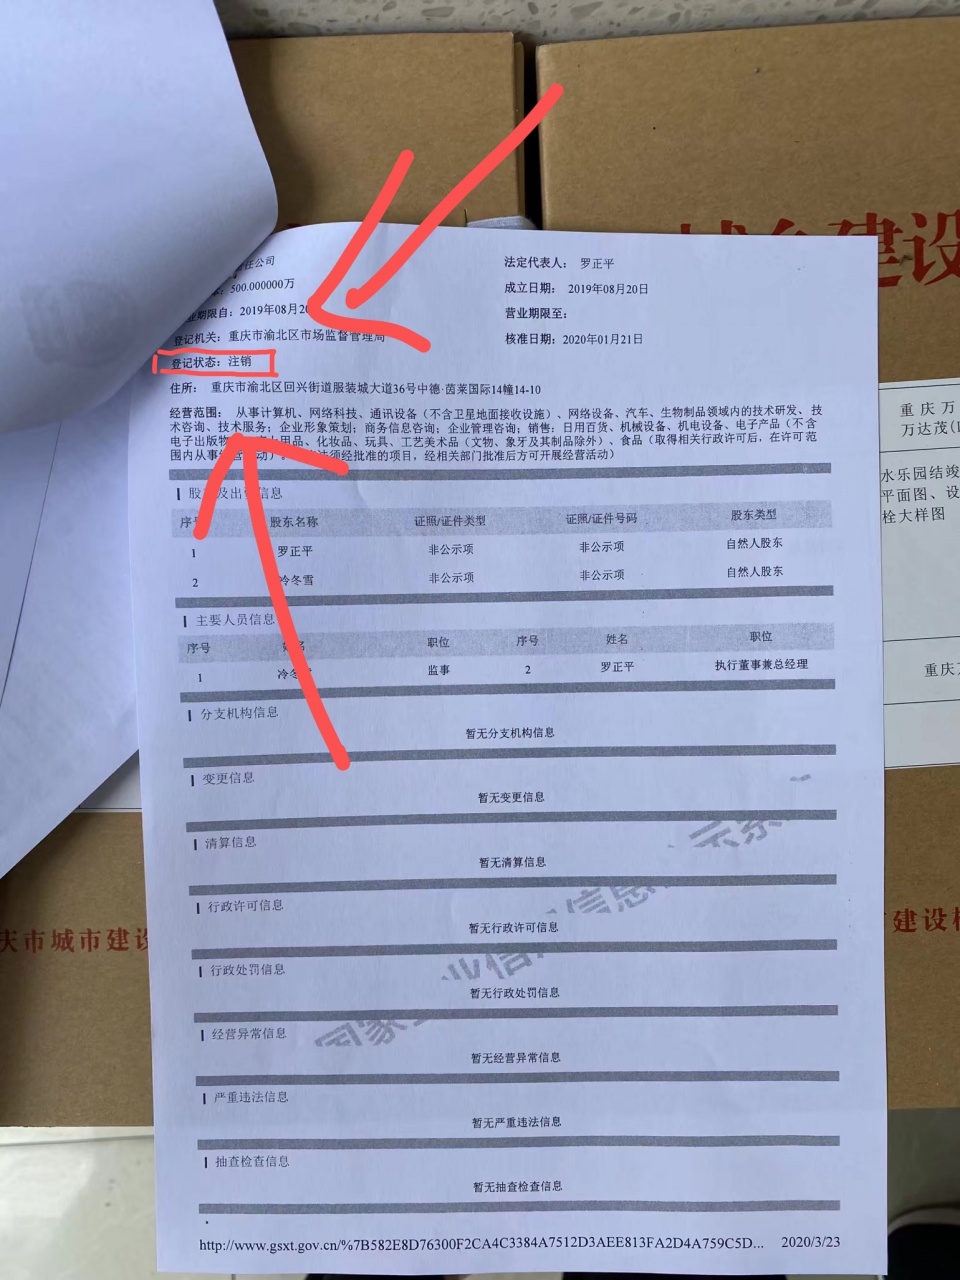 城乡建设
责任公司
法定代表人： 罗正平
500.000000万
成立日期： 2019年08月20日
业期限自：2019年08月20
营业期限至：
登记机关：重庆市渝北区市场监督管理局
核准日期：2020年01月21日
登记状态：注销
住所： 重庆市渝北区回兴街道服装城大道36号中德·茵莱国际14幢14-10
经营范围： 从事计算机、网络科技、通讯设备（不含卫星地面接收设施）、网络设备、汽车、生物制品领域内的技术研发、技
术咨询、技术服务；企业形象策划；商务信息咨询；企业管理咨询；销售：日用百货、机械设备、机电设备、电子产品（不含
电子出版物 用品、化妆品、玩具、工艺美术品（文物、象牙及其制品除外）、食品（取得相关行政许可后，在许可范
围内从事经营 动） 法须经批准的项目，经相关部门批准后方可开展经营活动）
股 及出 信息
序号 股东名称 证照/证件类型 证照/证件号码 股东类型
1 罗正平 非公示项 非公示项 自然人股东
2 冷冬雪 非公示项 非公示项 自然人股东
主要人员信息
序号 姓名 职位 序号 姓名 职位
1 冷冬雪 监事 2 罗正平 执行董事兼总经理
分支机构信息
暂无分支机构信息
变更信息
暂无变更信息
清算信息
暂无清算信息
行政许可信息
暂无行政许可信息
行政处罚信息
暂无行政处罚信息
经营异常信息
暂无经营异常信息
严重违法信息
暂无严重违法信息
抽查检查信息
暂无抽查检查信息
http://www.gsxt.gov.cn/%7B582E8D76300F2CA4C3384A7512D3AEE813FA2D4A759C5D... 2020/3/23
重庆万
万达茂(
水乐园结竣
平面图、设
栓大样图
重庆
庆市城市建设
建设